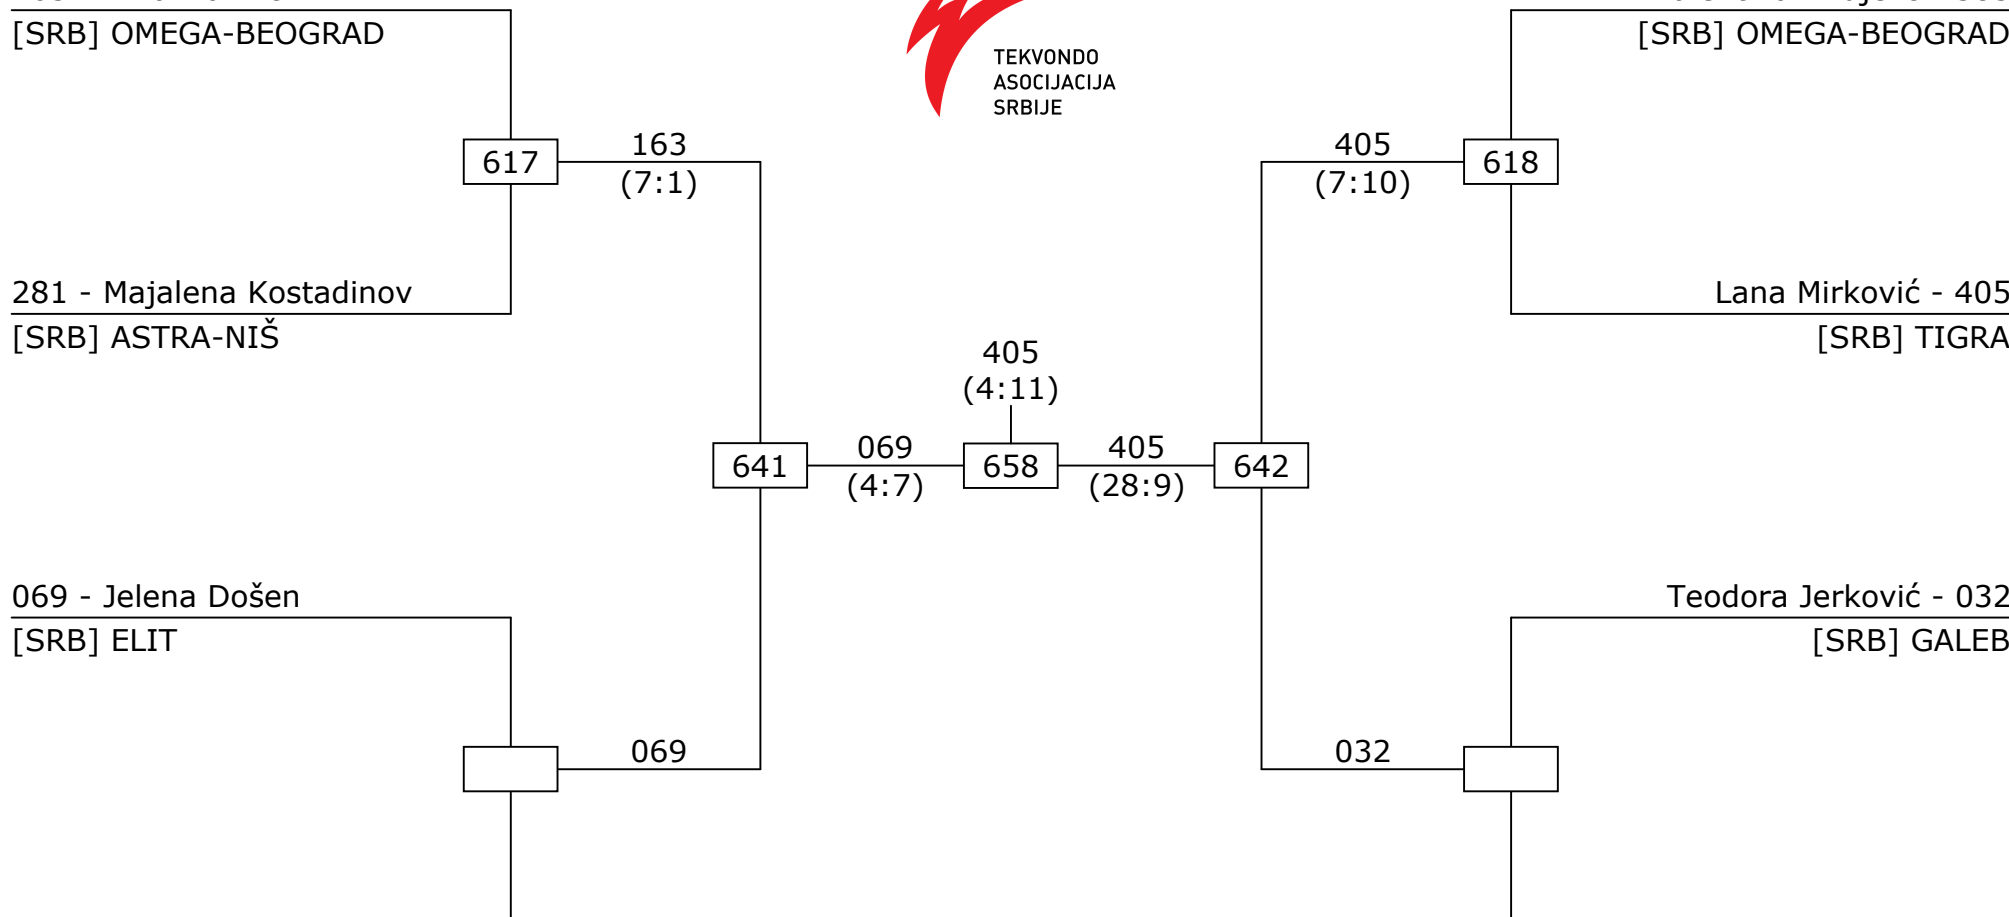 [SRB] OMEGA-BEOGRAD
[SRB] OMEGA-BEOGRAD
TEKVONDO
ASOCIJACIJA
SRBIJE
617
163
(7:1)
405
(7:10)
618
281 - Majalena Kostadinov
[SRB] ASTRA-NIŠ
Lana Mirković - 405
[SRB] TIGRA
405
(4:11)
641
069
(4:7)
658
405
(28:9)
642
069 - Jelena Došen
[SRB] ELIT
Teodora Jerković - 032
[SRB] GALEB
069
032